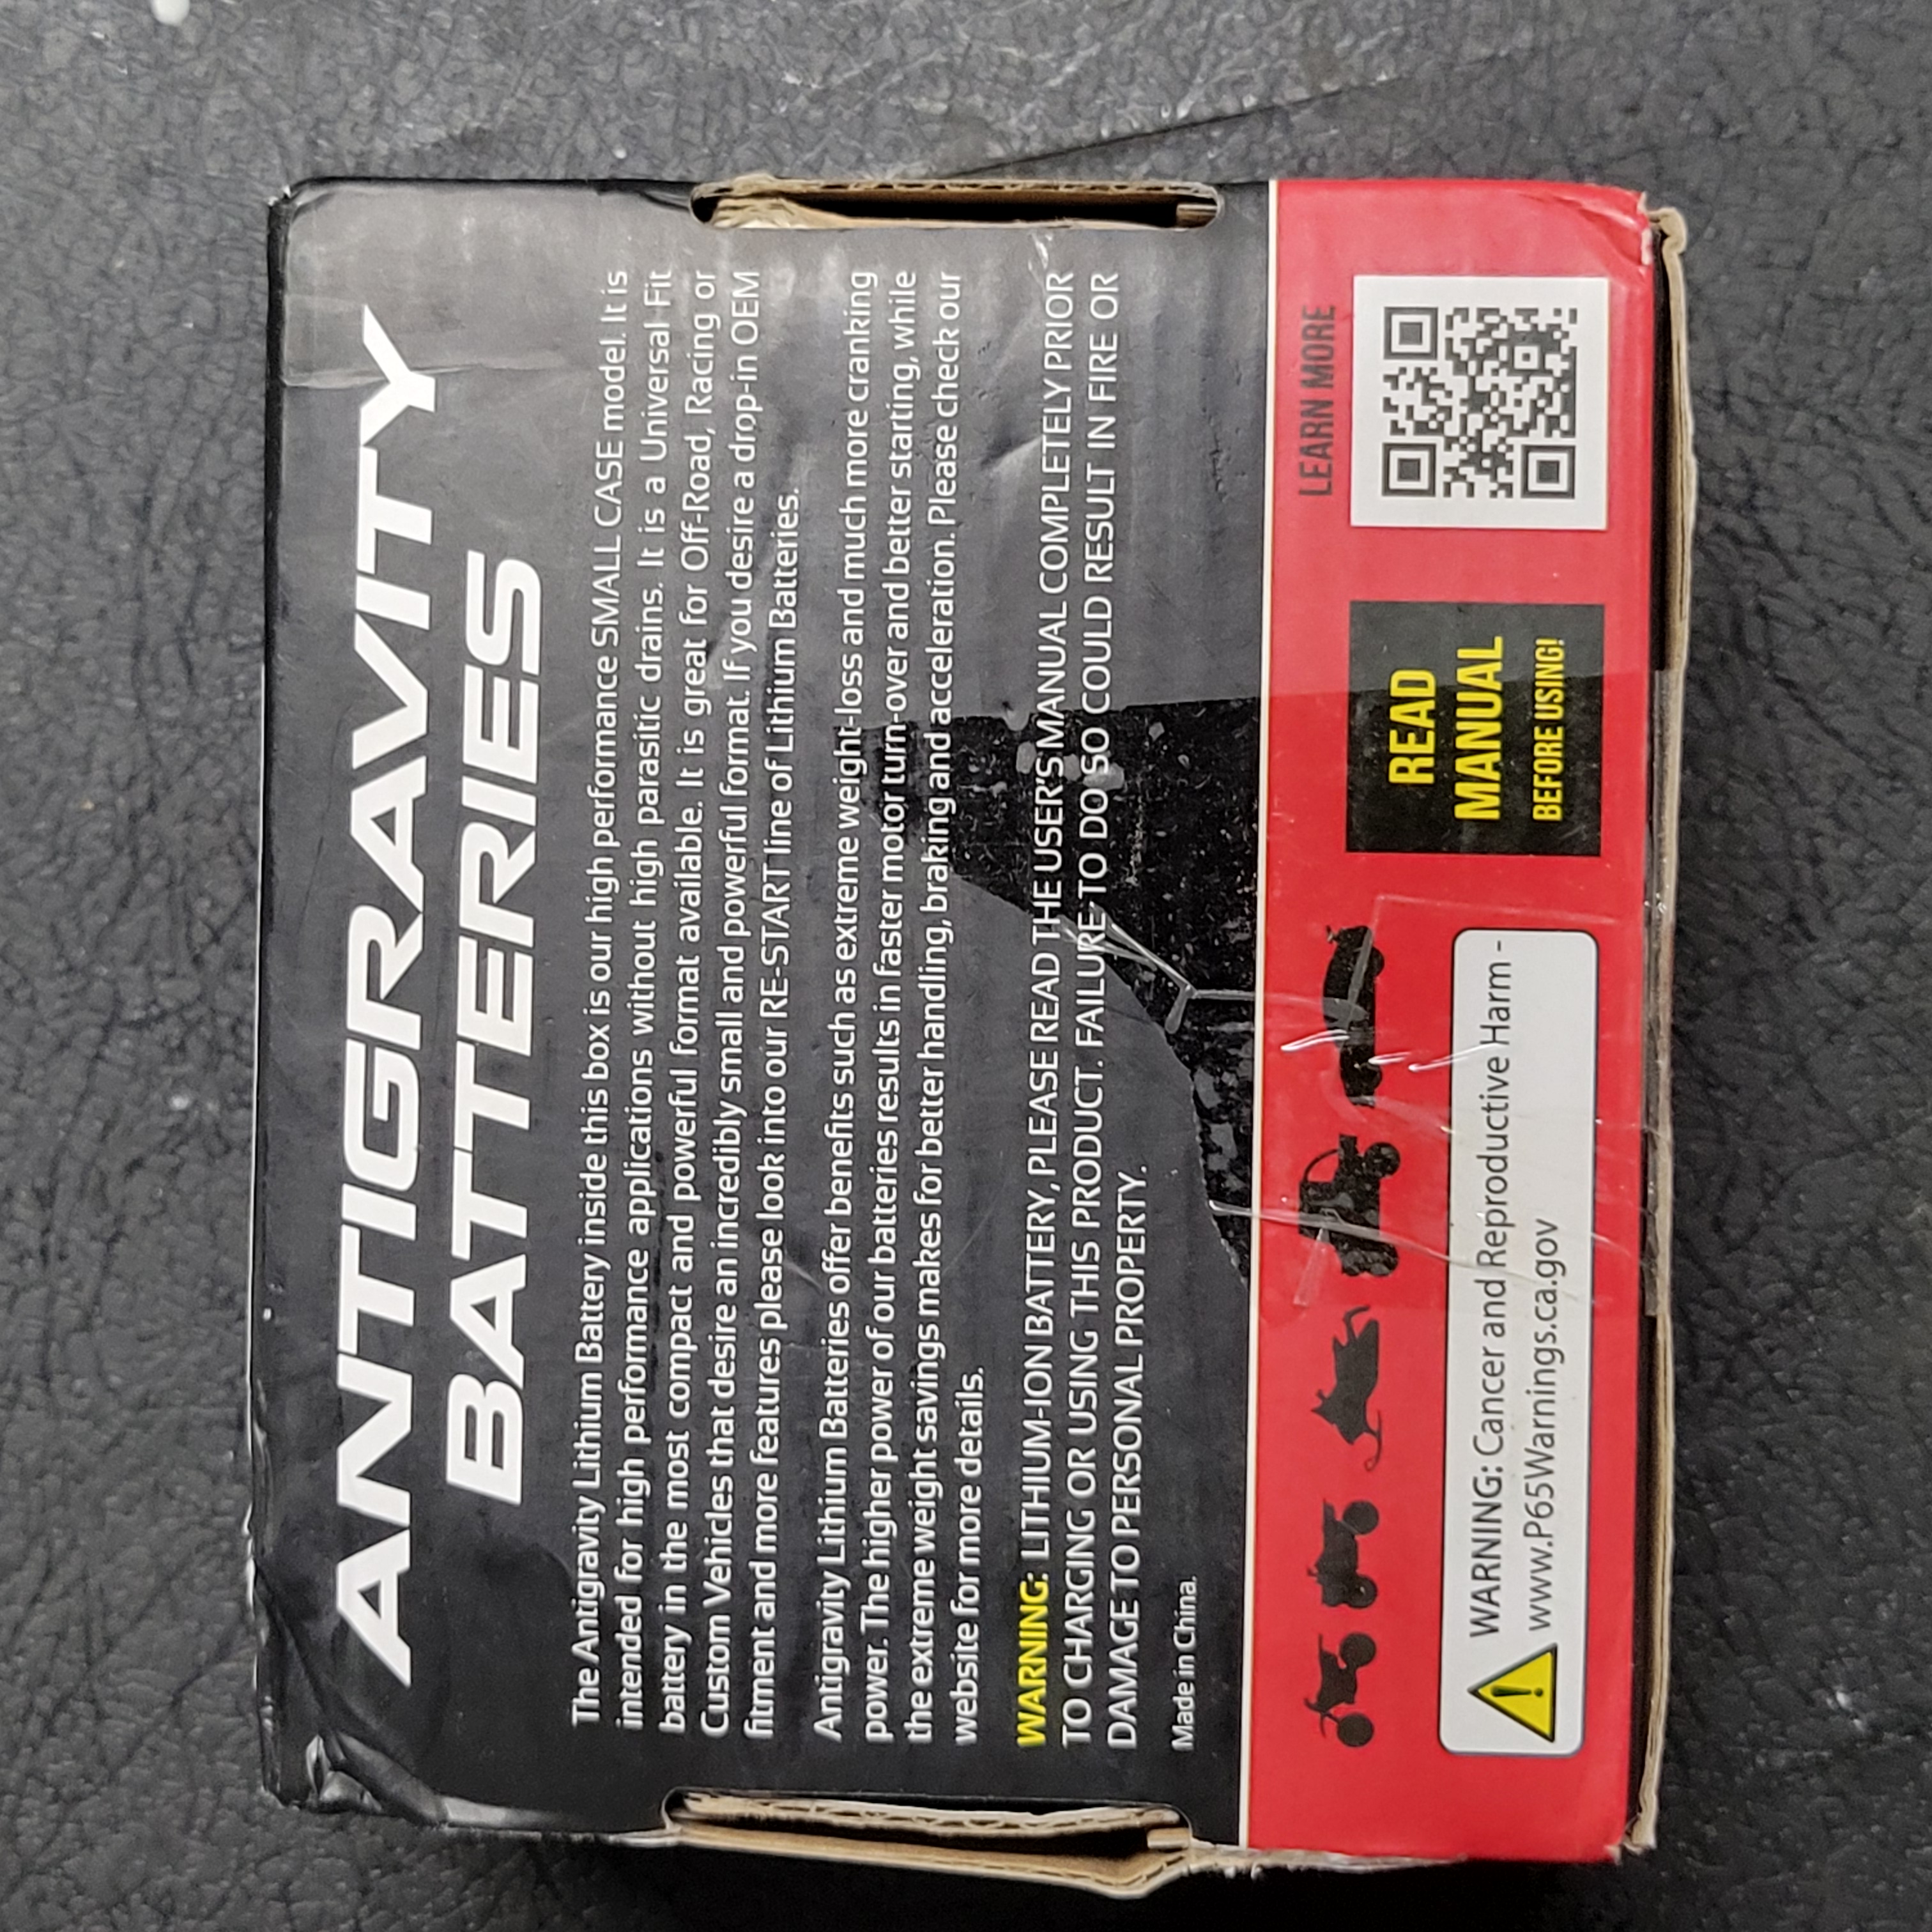 ANTIGRAVITY
BATTERIES
The Antigravity Lithium Battery inside this box is our high performance SMALL CASE model. It is
intended for high performance applications without high parasitic drains. It is a Universal Fit
battery in the most compact and powerful format available. It is great for Off-Road, Racing or
Custom Vehicles that desire an incredibly small and powerful format. If you desire a drop-in OEM
fitment and more features please look into our RE-START line of Lithium Batteries.
Antigravity Lithium Batteries offer benefits such as extreme weight-loss and much more cranking
power. The higher power of our batteries results in faster motor turn-over and better starting, while
the extreme weight savings makes for better handling, braking and acceleration. Please check our
website for more details.
WARNING: LITHIUM-ION BATTERY, PLEASE READ THE USER'S MANUAL COMPLETELY PRIOR
TO CHARGING OR USING THIS PRODUCT. FAILURE TO DO SO COULD RESULT IN FIRE OR
DAMAGE TO PERSONAL PROPERTY.
Made in China.
WARNING: Cancer and Reproductive Harm -
www.P65Warnings.ca.gov
READ
MANUAL
BEFORE USING!
LEARN MORE